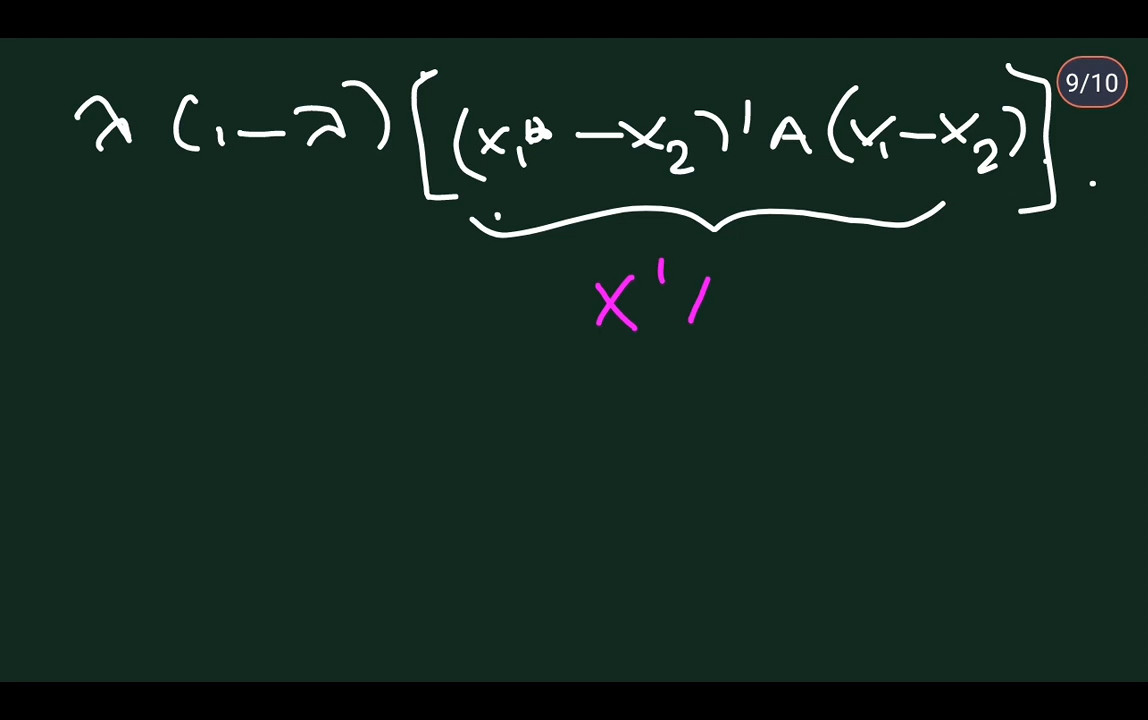 λ (1 - λ) [(x₁ - x₂)' A (x₁ - x₂)].
9/10
x' /